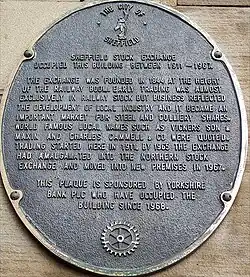 THE CITY OF
SHEFFIELD
SHEFFIELD STOCK EXCHANGE
OCCUPIED THIS BUILDING BETWEEN 1911 - 1967.
THE EXCHANGE WAS FOUNDED IN 1844 AT THE HEIGHT
OF THE RAILWAY BOOM. EARLY TRADING WAS ALMOST
EXCLUSIVELY IN RAILWAY STOCK BUT BUSINESS REFLECTED
THE DEVELOPMENT OF LOCAL INDUSTRY AND IT BECAME AN
IMPORTANT MARKET FOR STEEL AND COLLIERY SHARES.
WORLD FAMOUS LOCAL NAMES SUCH AS VICKERS SON &
MAXIM AND CHARLES CAMMELL & CO. WERE QUOTED.
TRADING STARTED HERE IN 1911, BY 1965 THE EXCHANGE
HAD AMALGAMATED INTO THE NORTHERN STOCK
EXCHANGE AND MOVED INTO NEW PREMISES IN 1967.
THIS PLAQUE IS SPONSORED BY YORKSHIRE
BANK PLC WHO HAVE OCCUPIED THE
BUILDING SINCE 1968.